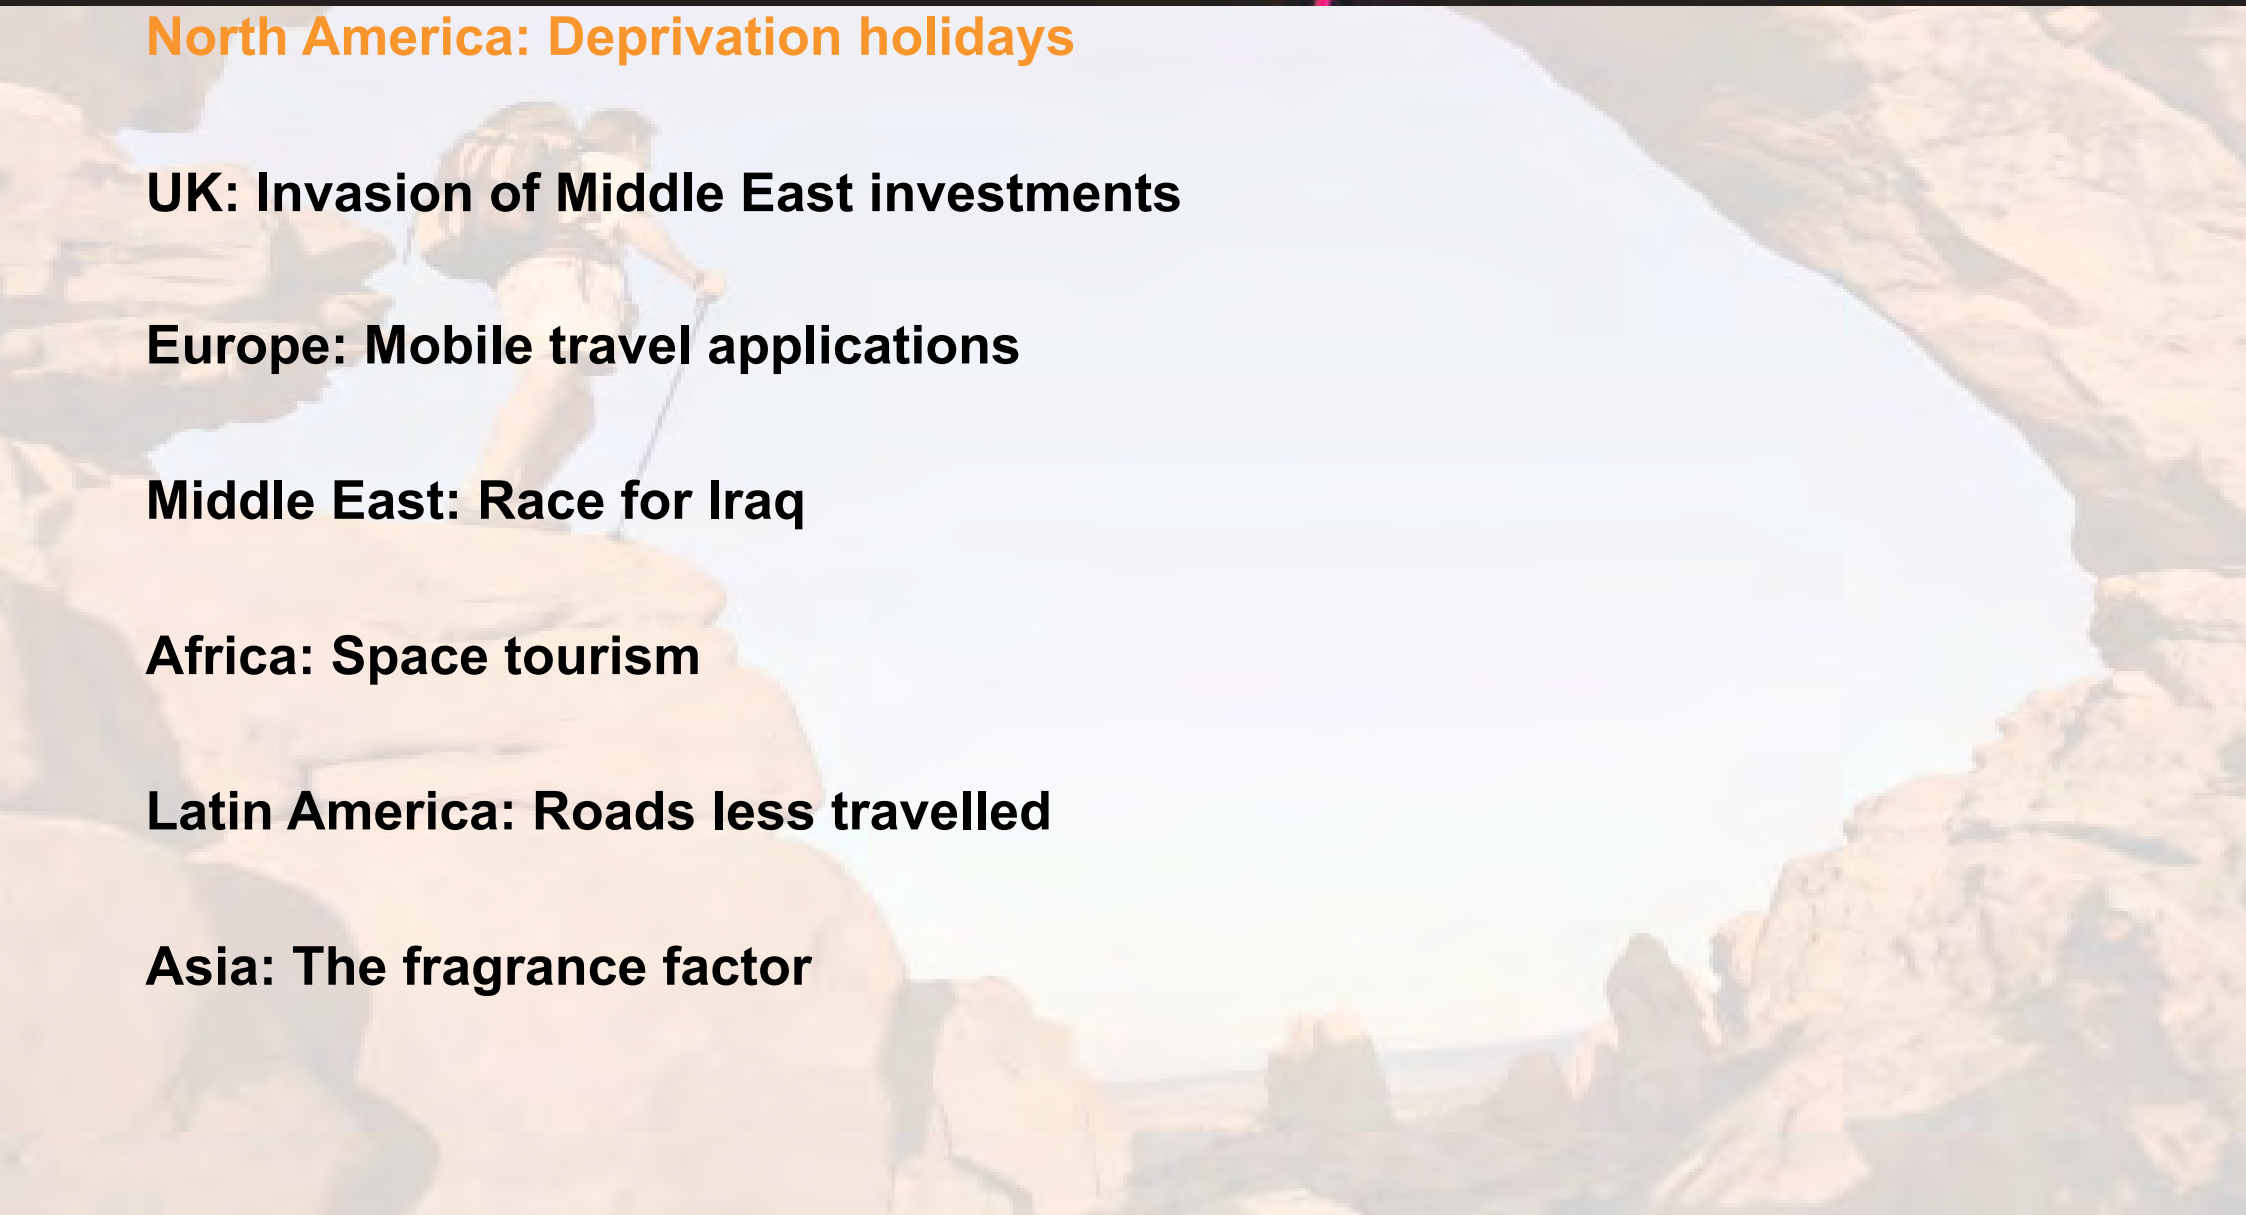 North America: Deprivation holidays
UK: Invasion of Middle East investments
Europe: Mobile travel applications
Middle East: Race for Iraq
Africa: Space tourism
Latin America: Roads less travelled
Asia: The fragrance factor